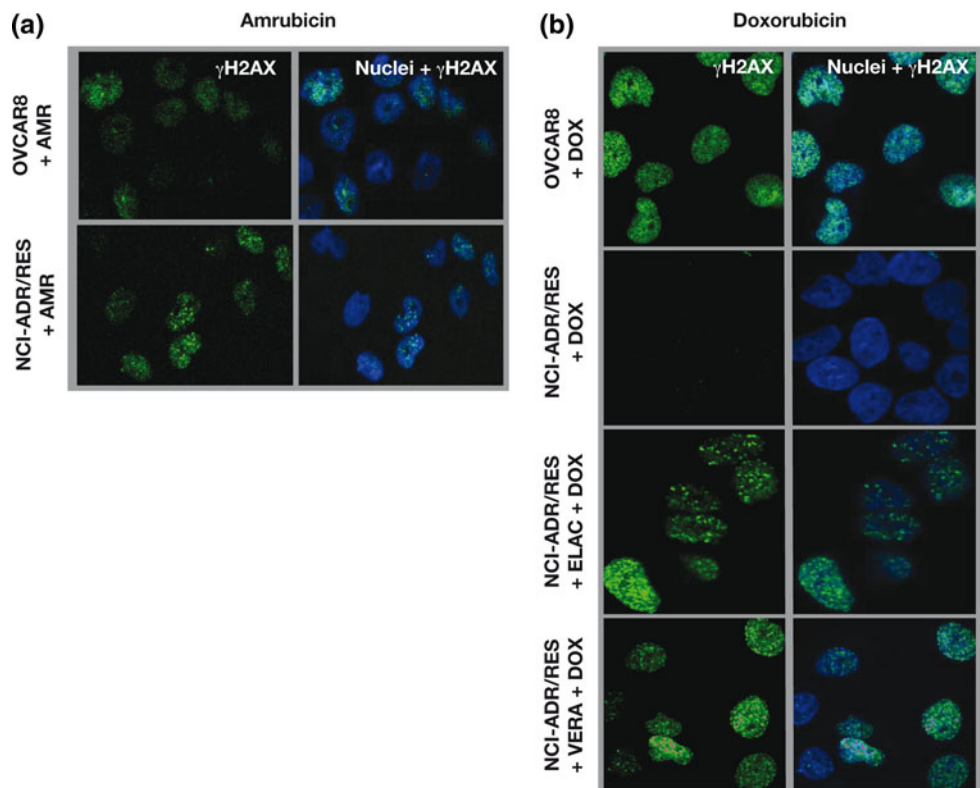 (a)
Amrubicin
γH2AX
Nuclei + γH2AX
OVCAR8
+ AMR
NCI-ADR/RES
+ AMR
(b)
Doxorubicin
γH2AX
Nuclei + γH2AX
OVCAR8
+ DOX
NCI-ADR/RES
+ DOX
NCI-ADR/RES
+ ELAC + DOX
NCI-ADR/RES
+ VERA + DOX